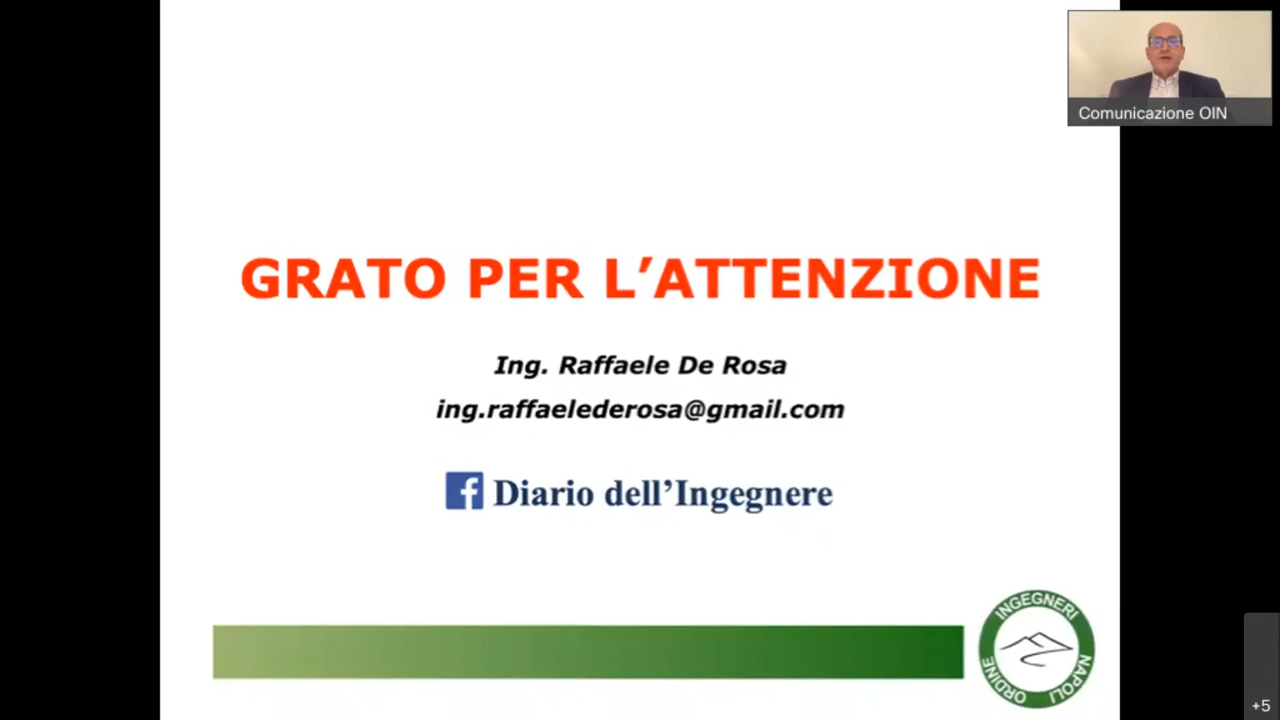 Comunicazione OIN
GRATO PER L’ATTENZIONE
Ing. Raffaele De Rosa
ing.raffaelederosa@gmail.com
f Diario dell’Ingegnere
INGEGNERI
ORDINE NAPOLI
+5